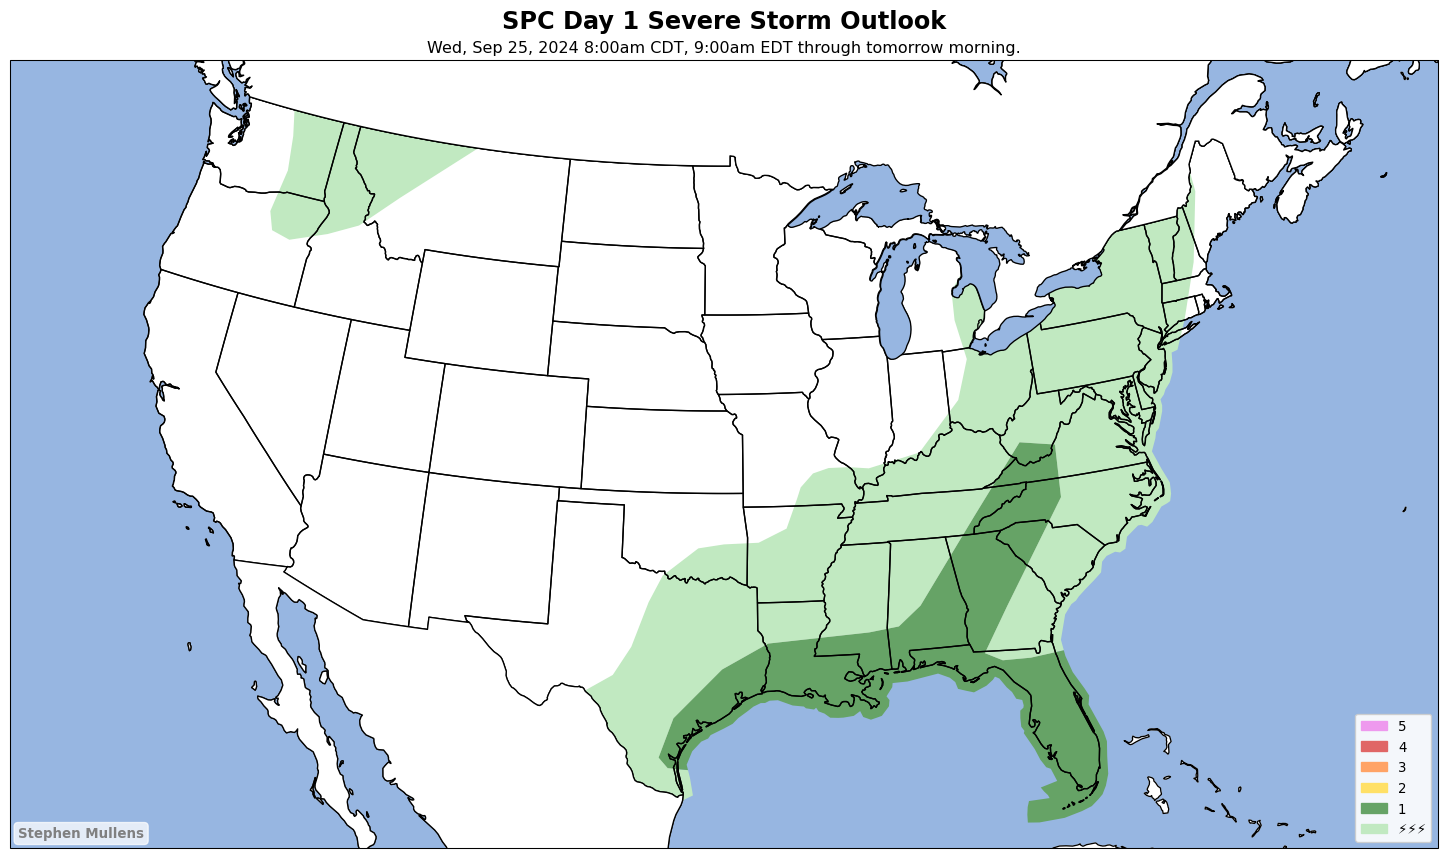 SPC Day 1 Severe Storm Outlook
Wed, Sep 25, 2024 8:00am CDT, 9:00am EDT through tomorrow morning.
5
4
3
2
1
⚡⚡⚡
Stephen Mullens